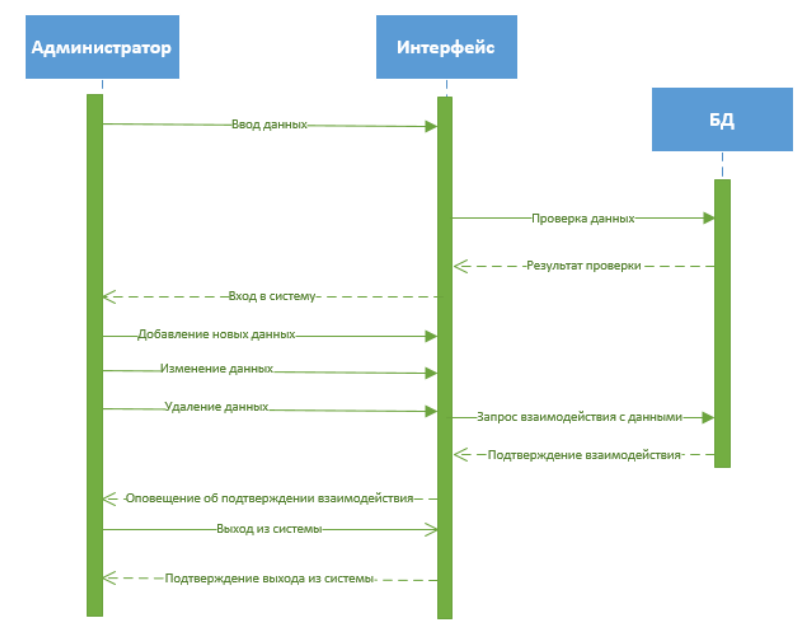 Администратор
Интерфейс
БД
Ввод данных
Проверка данных
Результат проверки
Вход в систему
Добавление новых данных
Изменение данных
Удаление данных
Запрос взаимодействия с данными
Подтверждение взаимодействия
Оповещение об подтверждении взаимодействия
Выход из системы
Подтверждение выхода из системы